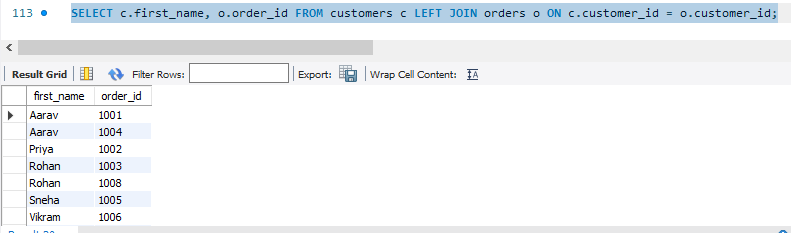 113 SELECT c.first_name, o.order_id FROM customers c LEFT JOIN orders o ON c.customer_id = o.customer_id;
Result Grid Filter Rows: Export: Wrap Cell Content:
first_name order_id
Aarav 1001
Aarav 1004
Priya 1002
Rohan 1003
Rohan 1008
Sneha 1005
Vikram 1006